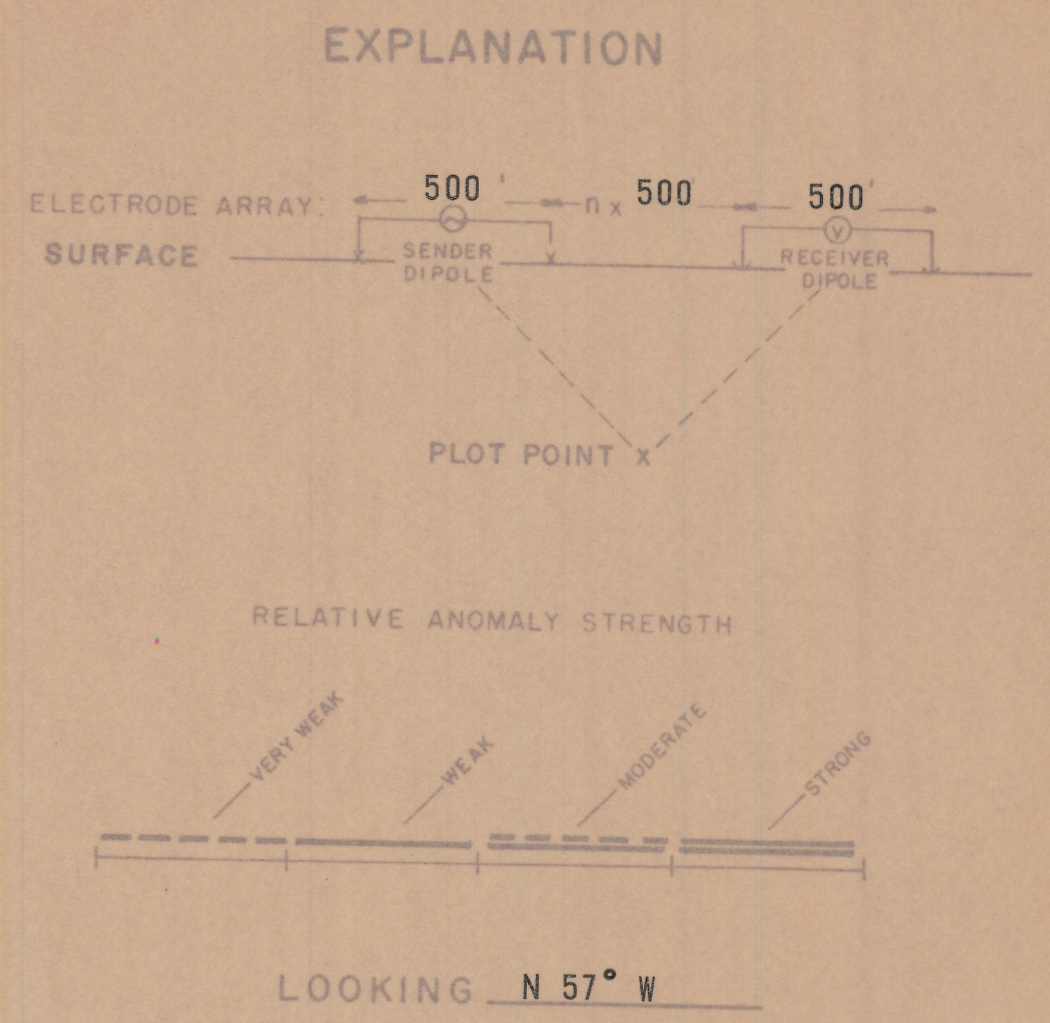 EXPLANATION
ELECTRODE ARRAY: 500' n x 500' 500'
SURFACE
SENDER DIPOLE
RECEIVER DIPOLE
V
PLOT POINT X
RELATIVE ANOMALY STRENGTH
VERY WEAK
WEAK
MODERATE
STRONG
LOOKING N 57° W